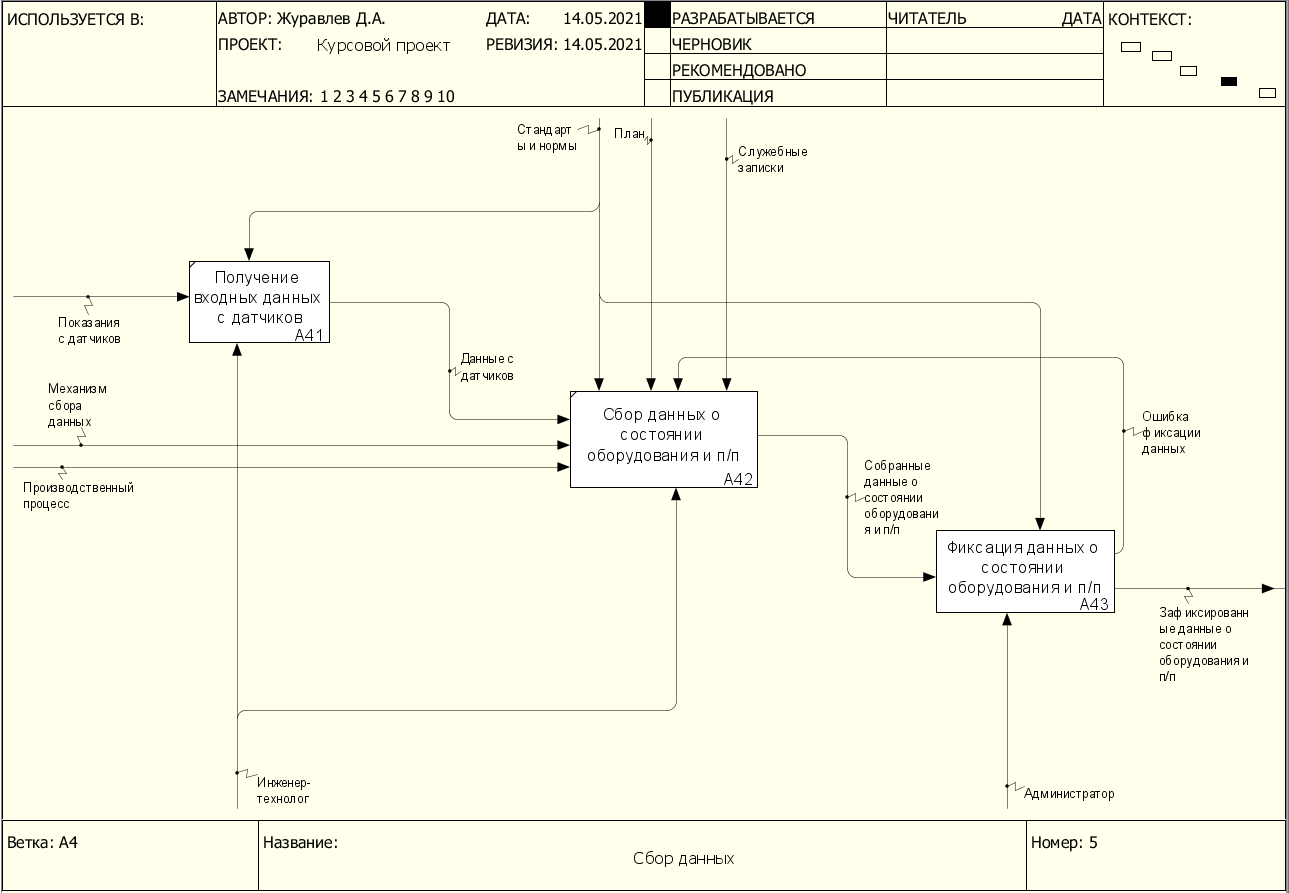 ИСПОЛЬЗУЕТСЯ В:
АВТОР: Журавлев Д.А.
ДАТА: 14.05.2021
ПРОЕКТ: Курсовой проект
РЕВИЗИЯ: 14.05.2021
ЗАМЕЧАНИЯ: 1 2 3 4 5 6 7 8 9 10
РАЗРАБАТЫВАЕТСЯ
ЧЕРНОВИК
РЕКОМЕНДОВАНО
ПУБЛИКАЦИЯ
ЧИТАТЕЛЬ ДАТА
КОНТЕКСТ:
Стандарт
ы и нормы
План
Служебные
записки
Получение
входных данных
с датчиков
A41
Показания
с датчиков
Данные с
датчиков
Механизм
сбора
данных
Производственный
процесс
Сбор данных о
состоянии
оборудования и п/п
A42
Ошибка
фиксации
данных
Собранные
данные о
состоянии
оборудовани
я и п/п
Фиксация данных о
состоянии
оборудования и п/п
A43
Зафиксированн
ые данные о
состоянии
оборудования и
п/п
Инженер-
технолог
Администратор
Ветка: A4
Название:
Сбор данных
Номер: 5